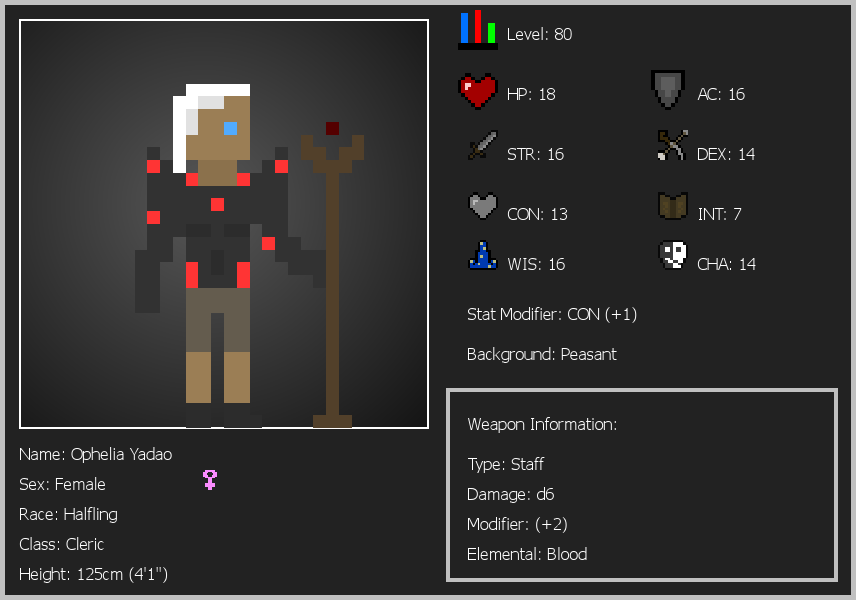 Level: 80
HP: 18
AC: 16
STR: 16
DEX: 14
CON: 13
INT: 7
WIS: 16
CHA: 14
Stat Modifier: CON (+1)
Background: Peasant
Weapon Information:
Type: Staff
Damage: d6
Modifier: (+2)
Elemental: Blood
Name: Ophelia Yadao
Sex: Female
Race: Halfling
Class: Cleric
Height: 125cm (4'1")